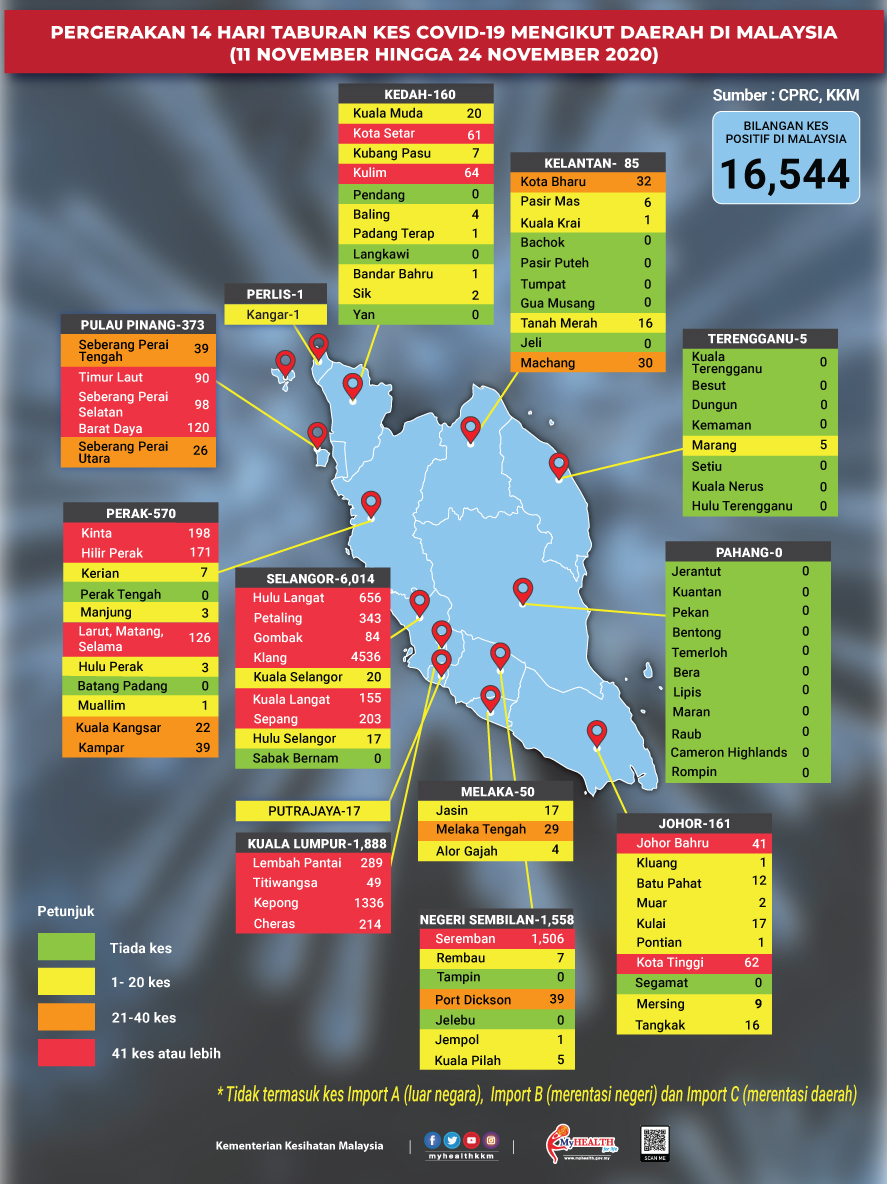 PERGERAKAN 14 HARI TABURAN KES COVID-19 MENGIKUT DAERAH DI MALAYSIA
(11 NOVEMBER HINGGA 24 NOVEMBER 2020)
Sumber : CPRC, KKM
BILANGAN KES
POSITIF DI MALAYSIA
16,544
KEDAH-160
Kuala Muda 20
Kota Setar 61
Kubang Pasu 7
Kulim 64
Pendang 0
Baling 4
Padang Terap 1
Langkawi 0
Bandar Bahru 1
Sik 2
Yan 0
KELANTAN- 85
Kota Bharu 32
Pasir Mas 6
Kuala Krai 1
Bachok 0
Pasir Puteh 0
Tumpat 0
Gua Musang 0
Tanah Merah 16
Jeli 0
Machang 30
PERLIS-1
Kangar-1
PULAU PINANG-373
Seberang Perai
Tengah 39
Timur Laut 90
Seberang Perai
Selatan 98
Barat Daya 120
Seberang Perai
Utara 26
TERENGGANU-5
Kuala
Terengganu 0
Besut 0
Dungun 0
Kemaman 0
Marang 5
Setiu 0
Kuala Nerus 0
Hulu Terengganu 0
PERAK-570
Kinta 198
Hilir Perak 171
Kerian 7
Perak Tengah 0
Manjung 3
Larut, Matang,
Selama 126
Hulu Perak 3
Batang Padang 0
Muallim 1
Kuala Kangsar 22
Kampar 39
SELANGOR-6,014
Hulu Langat 656
Petaling 343
Gombak 84
Klang 4536
Kuala Selangor 20
Kuala Langat 155
Sepang 203
Hulu Selangor 17
Sabak Bernam 0
PAHANG-0
Jerantut 0
Kuantan 0
Pekan 0
Bentong 0
Temerloh 0
Bera 0
Lipis 0
Maran 0
Raub 0
Cameron Highlands 0
Rompin 0
PUTRAJAYA-17
KUALA LUMPUR-1,888
Lembah Pantai 289
Titiwangsa 49
Kepong 1336
Cheras 214
MELAKA-50
Jasin 17
Melaka Tengah 29
Alor Gajah 4
NEGERI SEMBILAN-1,558
Seremban 1,506
Rembau 7
Tampin 0
Port Dickson 39
Jelebu 0
Jempol 1
Kuala Pilah 5
JOHOR-161
Johor Bahru 41
Kluang 1
Batu Pahat 12
Muar 2
Kulai 17
Pontian 1
Kota Tinggi 62
Segamat 0
Mersing 9
Tangkak 16
Petunjuk
Tiada kes
1- 20 kes
21-40 kes
41 kes atau lebih
* Tidak termasuk kes Import A (luar negara), Import B (merentasi negeri) dan Import C (merentasi daerah)
Kementerian Kesihatan Malaysia
myhealthkkm
MyHEALTH
for life
www.myhealth.gov.my
SCAN ME